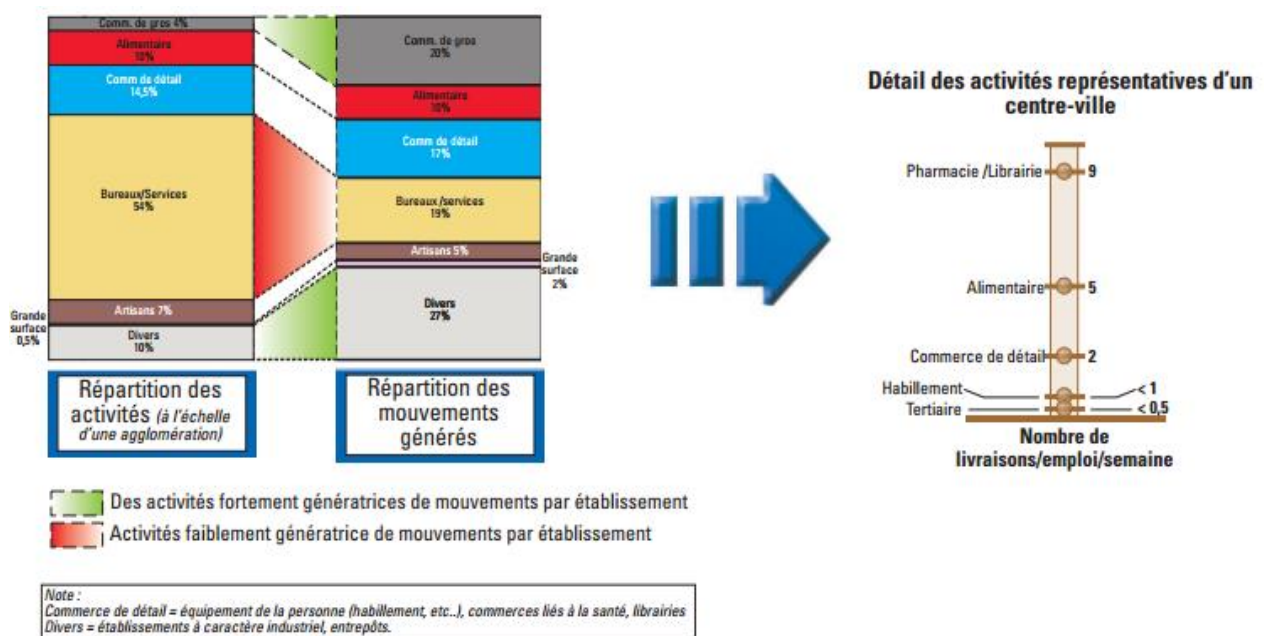 Comm. de gros 4%
Alimentaire
10%
Comm de détail
14,5%
Bureaux/Services
54%
Artisans 7%
Grande
surface
0,5%
Divers
10%
Répartition des
activités (à l'échelle
d'une agglomération)
Comm. de gros
20%
Alimentaire
10%
Comm de détail
17%
Bureaux /services
19%
Artisans 5%
Grande
surface
2%
Divers
27%
Répartition des
mouvements
générés
Des activités fortement génératrices de mouvements par établissement
Activités faiblement génératrice de mouvements par établissement
Note :
Commerce de détail = équipement de la personne (habillement, etc..), commerces liés à la santé, librairies
Divers = établissements à caractère industriel, entrepôts.
Détail des activités représentatives d'un
centre-ville
Pharmacie /Librairie 9
Alimentaire 5
Commerce de détail 2
Habillement < 1
Tertiaire < 0,5
Nombre de
livraisons/emploi/semaine